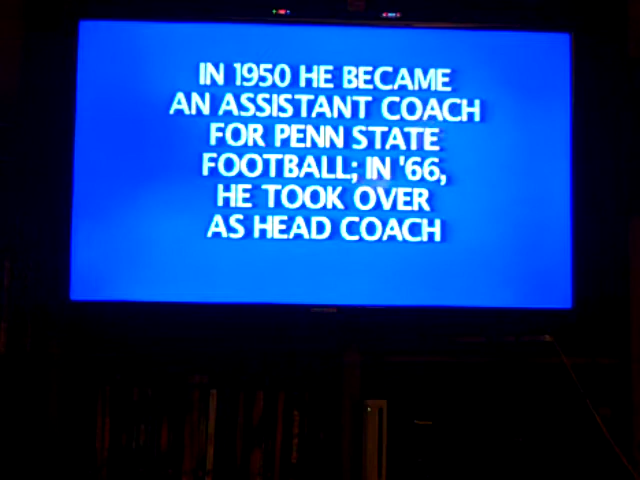 IN 1950 HE BECAME
AN ASSISTANT COACH
FOR PENN STATE
FOOTBALL; IN '66,
HE TOOK OVER
AS HEAD COACH